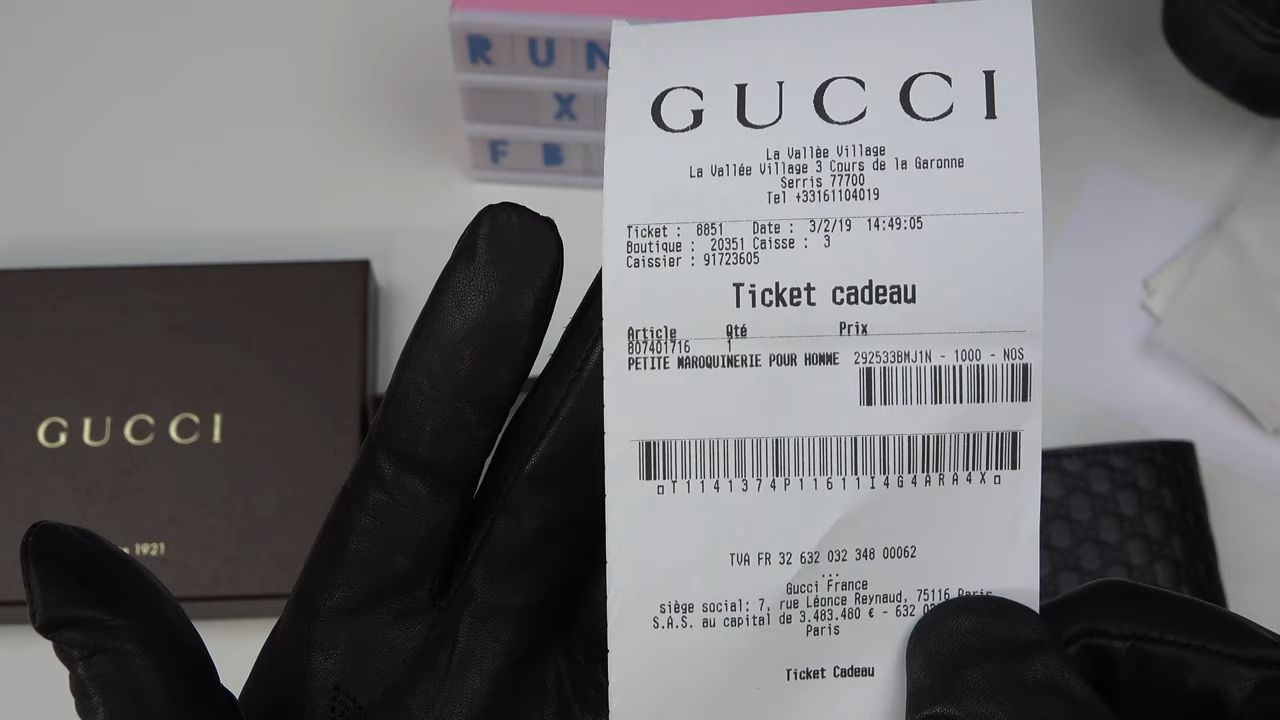 RUN
X
FB
GUCCI
La Vallèe Village
La Vallée Village 3 Cours de la Garonne
Serris 77700
Tel +33161104019
Ticket : 8851 Date : 3/2/19 14:49:05
Boutique : 20351 Caisse : 3
Caissier : 91723605
Ticket cadeau
Article Qté Prix
807401716 1
PETITE MAROQUINERIE POUR HOMME 292533BMJ1N - 1000 - NOS
T1141374P11611I4G4ARA4X
TVA FR 32 632 032 348 00062
...
Gucci France
siège social: 7, rue Léonce Reynaud, 75116 Paris
S.A.S. au capital de 3.483.480 € - 632
Paris
Ticket Cadeau
GUCCI
1921